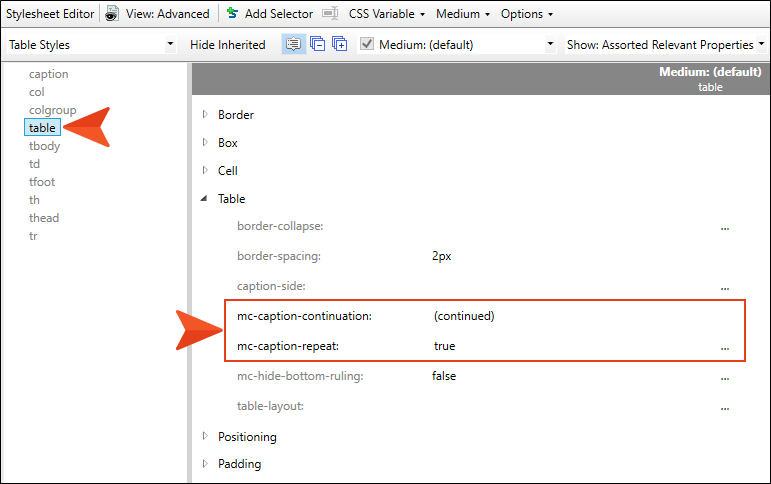 Stylesheet Editor View: Advanced Add Selector CSS Variable Medium Options
Table Styles Hide Inherited Medium: (default) Show: Assorted Relevant Properties
caption
col
colgroup
table
tbody
td
tfoot
th
thead
tr
Medium: (default)
table
Border
Box
Cell
Table
border-collapse: ...
border-spacing: 2px
caption-side: ...
mc-caption-continuation: (continued)
mc-caption-repeat: true ...
mc-hide-bottom-ruling: false ...
table-layout: ...
Positioning
Padding